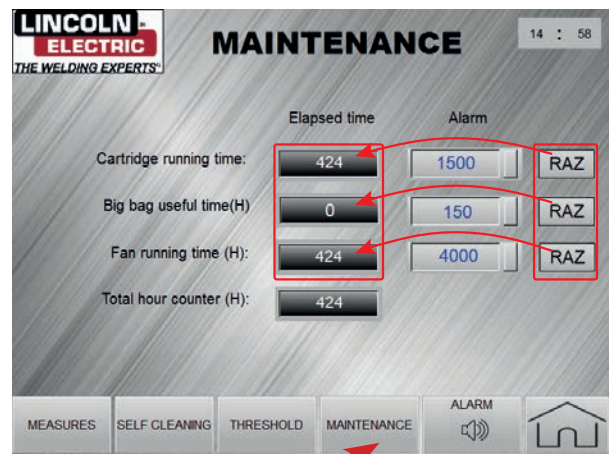 LINCOLN
ELECTRIC
THE WELDING EXPERTS®
MAINTENANCE
14 : 58
Elapsed time Alarm
Cartridge running time: 424 1500 RAZ
Big bag useful time(H) 0 150 RAZ
Fan running time (H): 424 4000 RAZ
Total hour counter (H): 424
MEASURES SELF CLEANING THRESHOLD MAINTENANCE ALARM